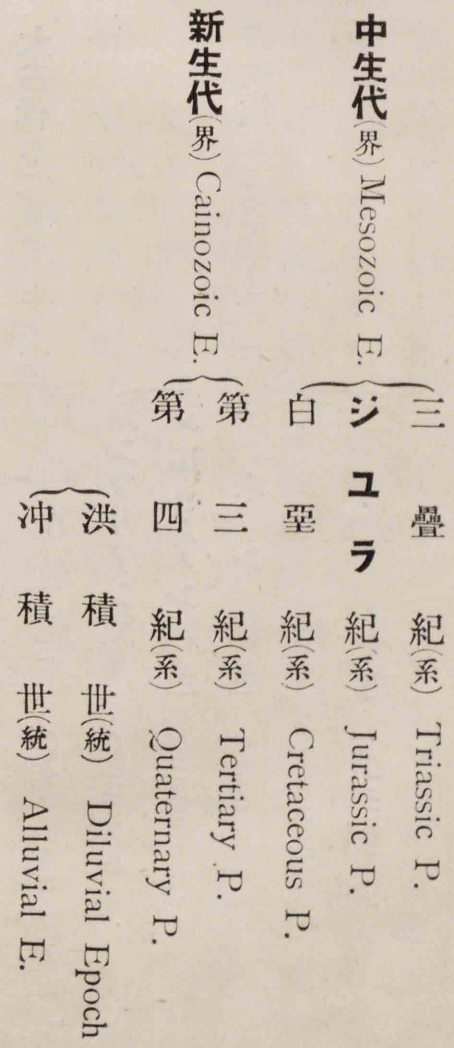 中生代(界) Mesozoic E.
三疊紀(系) Triassic P.
ジュラ紀(系) Jurassic P.
白堊紀(系) Cretaceous P.
新生代(界) Cainozoic E.
第三紀(系) Tertiary P.
第四紀(系) Quaternary P.
洪積世(統) Diluvial Epoch
冲積世(統) Alluvial E.